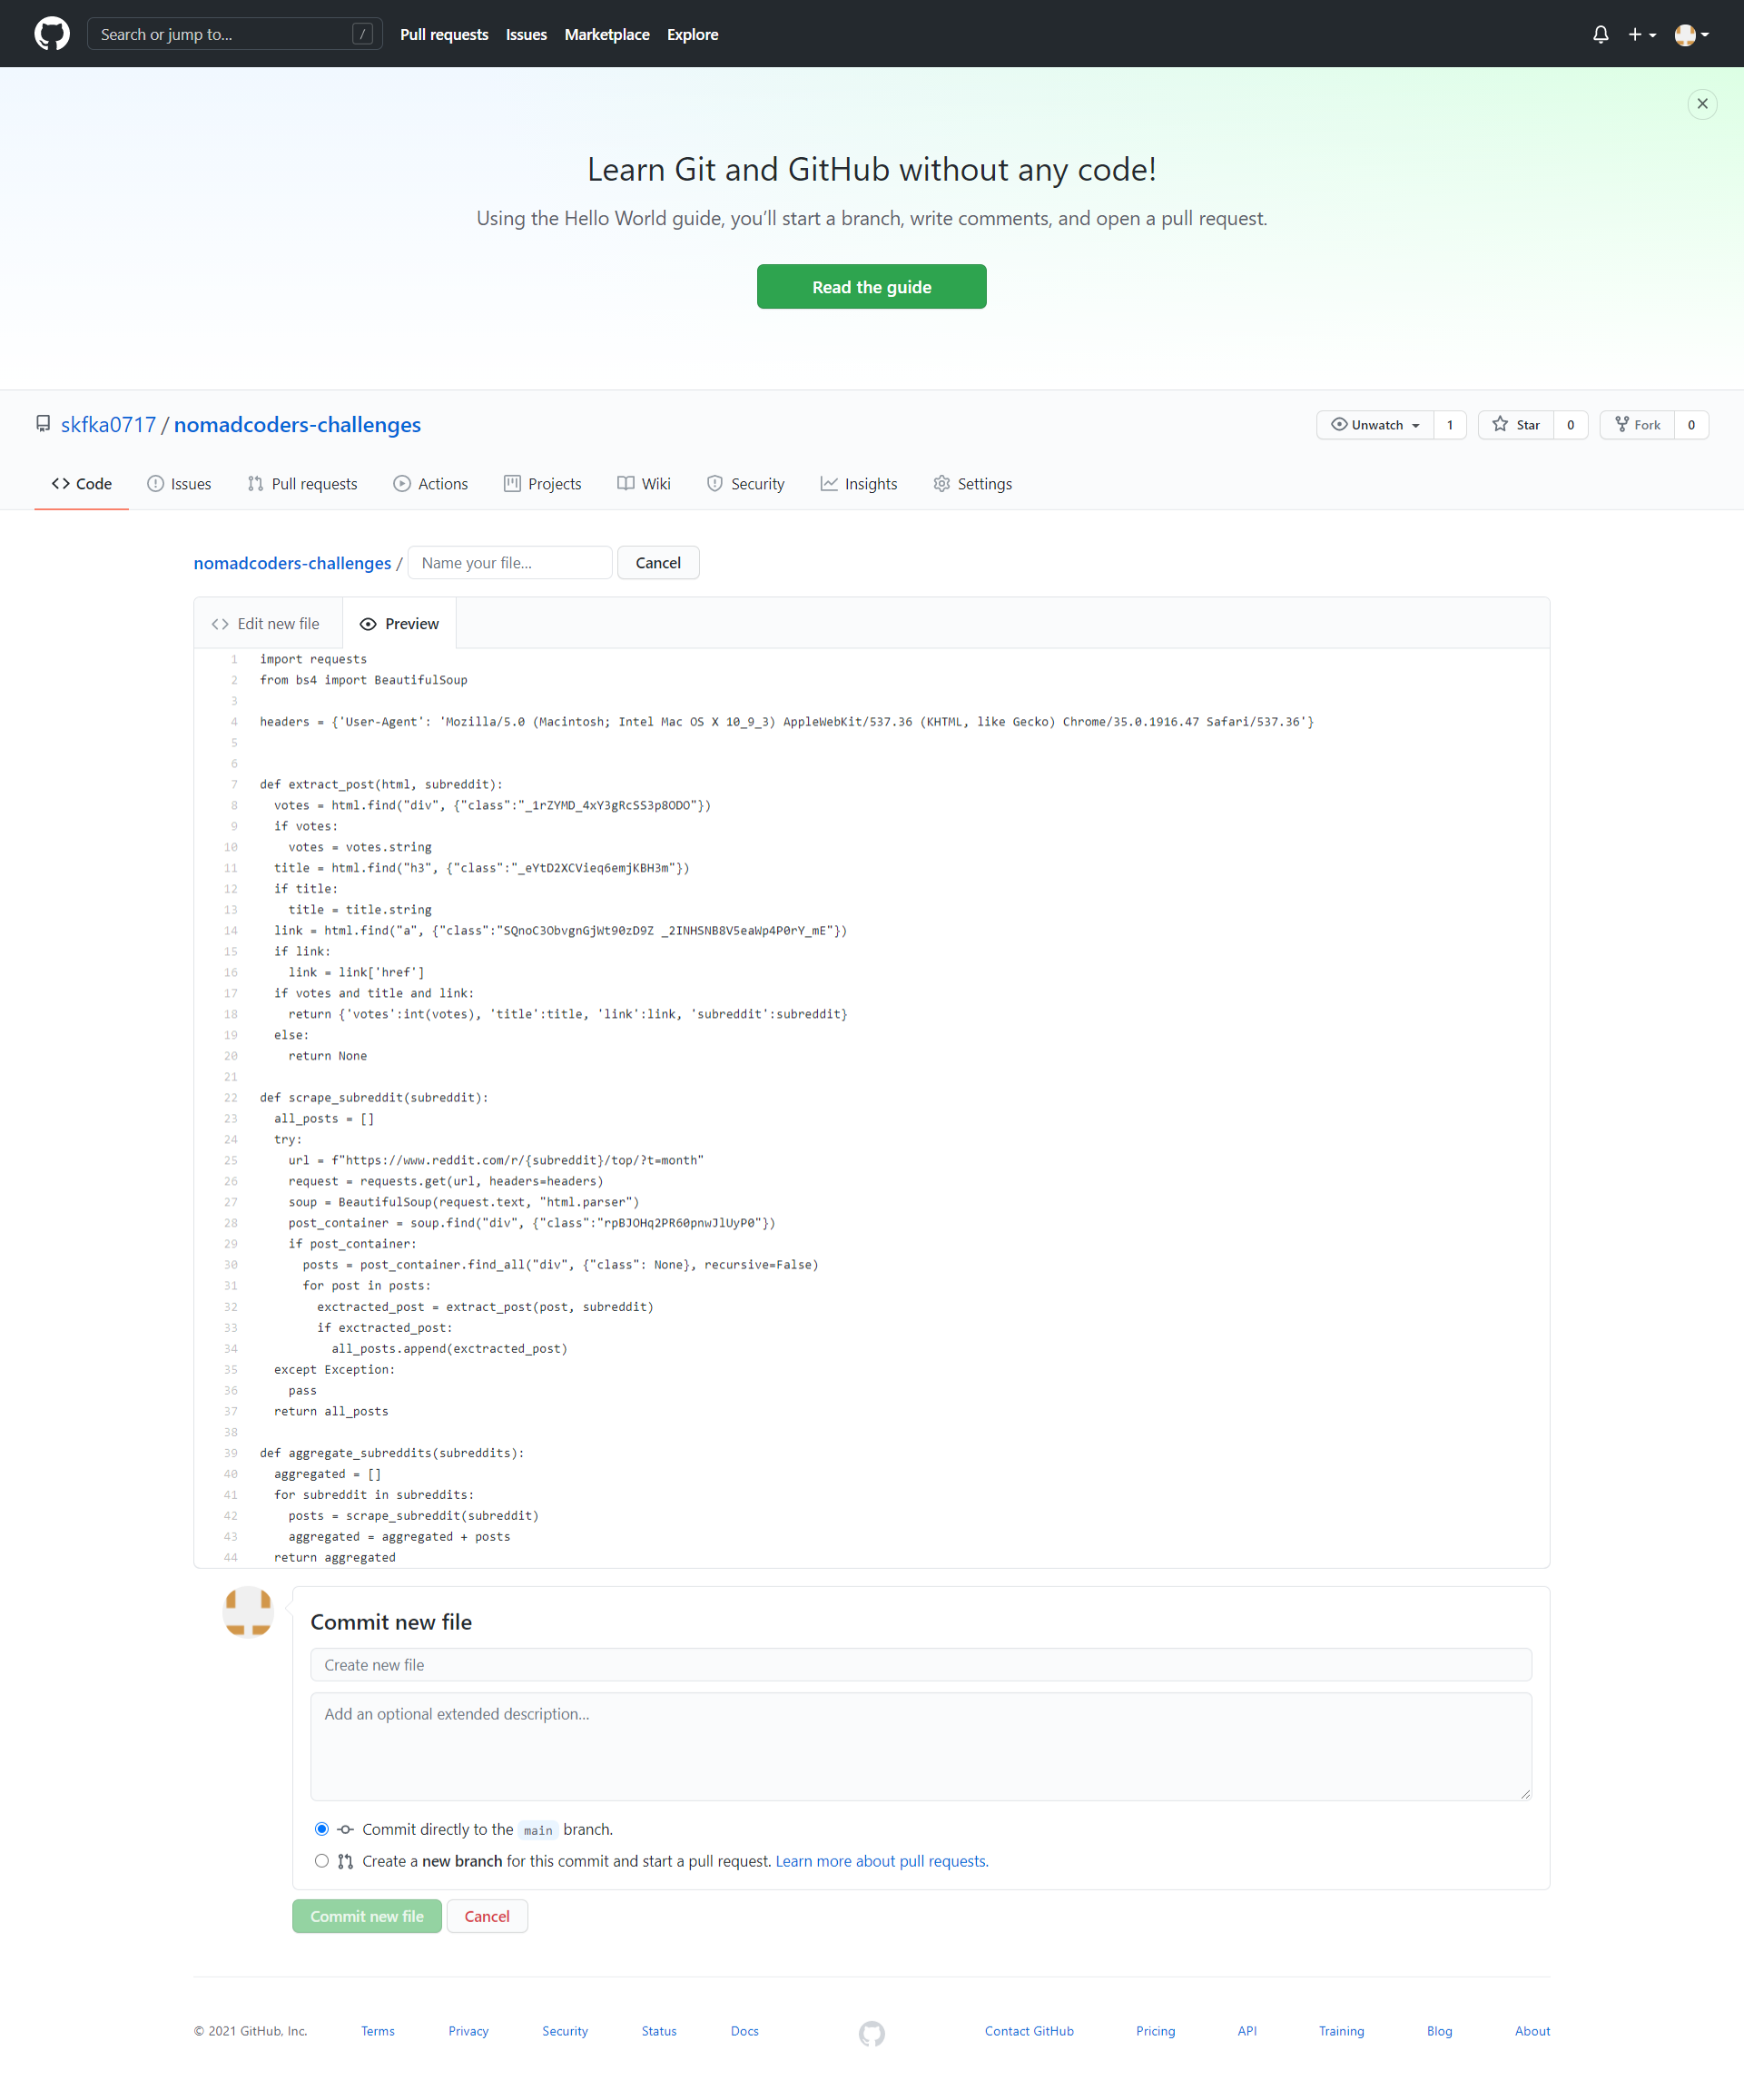 Search or jump to... /
Pull requests Issues Marketplace Explore
Learn Git and GitHub without any code!
Using the Hello World guide, you’ll start a branch, write comments, and open a pull request.
Read the guide
skfka0717 / nomadcoders-challenges
Unwatch 1 Star 0 Fork 0
Code Issues Pull requests Actions Projects Wiki Security Insights Settings
nomadcoders-challenges / Name your file... Cancel
Edit new file Preview
1 import requests
2 from bs4 import BeautifulSoup
3
4 headers = {'User-Agent': 'Mozilla/5.0 (Macintosh; Intel Mac OS X 10_9_3) AppleWebKit/537.36 (KHTML, like Gecko) Chrome/35.0.1916.47 Safari/537.36'}
5
6
7 def extract_post(html, subreddit):
8 votes = html.find("div", {"class":"_1rZYMD_4xY3gRcSS3p8ODO"})
9 if votes:
10 votes = votes.string
11 title = html.find("h3", {"class":"_eYtD2XCVieq6emjKBH3m"})
12 if title:
13 title = title.string
14 link = html.find("a", {"class":"SQnoC3ObvgnGjWt90zD9Z _2INHSNB8V5eaWp4P0rY_mE"})
15 if link:
16 link = link['href']
17 if votes and title and link:
18 return {'votes':int(votes), 'title':title, 'link':link, 'subreddit':subreddit}
19 else:
20 return None
21
22 def scrape_subreddit(subreddit):
23 all_posts = []
24 try:
25 url = f"https://www.reddit.com/r/{subreddit}/top/?t=month"
26 request = requests.get(url, headers=headers)
27 soup = BeautifulSoup(request.text, "html.parser")
28 post_container = soup.find("div", {"class":"rpBJOHq2PR60pnwJlUyP0"})
29 if post_container:
30 posts = post_container.find_all("div", {"class": None}, recursive=False)
31 for post in posts:
32 exctracted_post = extract_post(post, subreddit)
33 if exctracted_post:
34 all_posts.append(exctracted_post)
35 except Exception:
36 pass
37 return all_posts
38
39 def aggregate_subreddits(subreddits):
40 aggregated = []
41 for subreddit in subreddits:
42 posts = scrape_subreddit(subreddit)
43 aggregated = aggregated + posts
44 return aggregated
Commit new file
Create new file
Add an optional extended description...
Commit directly to the main branch.
Create a new branch for this commit and start a pull request. Learn more about pull requests.
Commit new file Cancel
© 2021 GitHub, Inc. Terms Privacy Security Status Docs Contact GitHub Pricing API Training Blog About